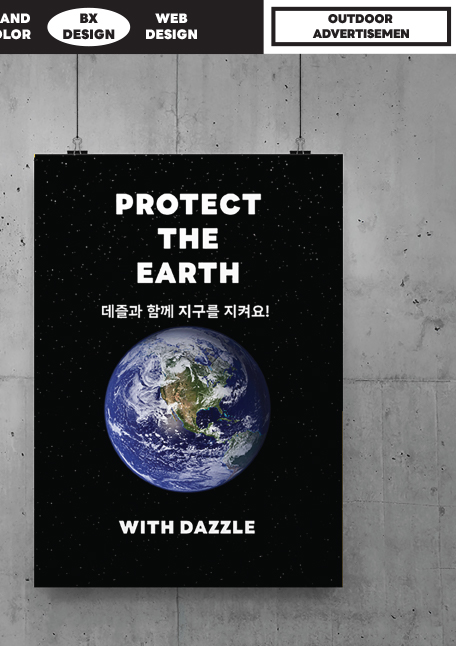 AND
OLOR
BX
DESIGN
WEB
DESIGN
OUTDOOR
ADVERTISEMEN
PROTECT
THE
EARTH
데즐과 함께 지구를 지켜요!
WITH DAZZLE